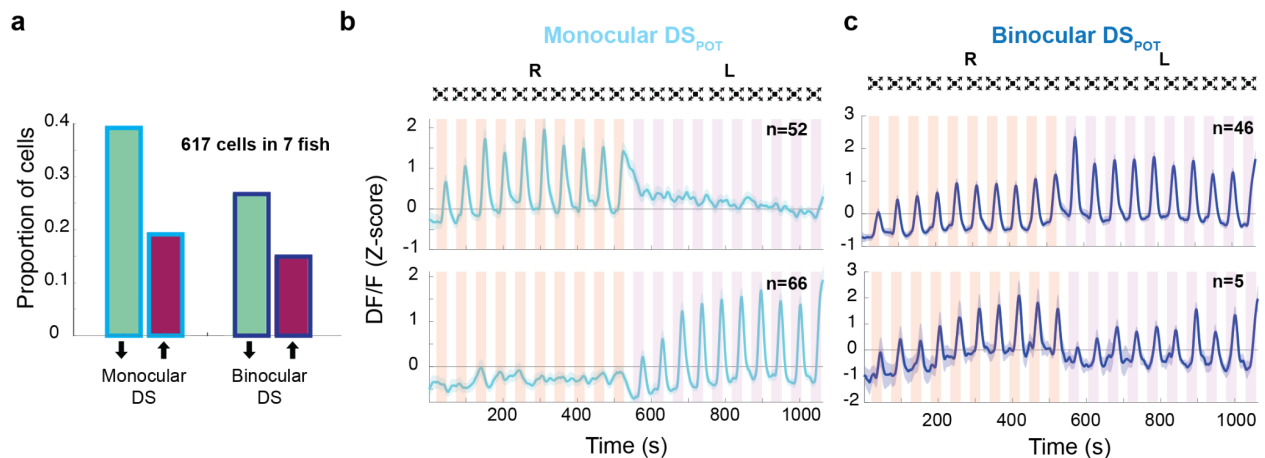 a
Proportion of cells
0.4
0.3
0.2
0.1
0
617 cells in 7 fish
Monocular
DS
Binocular
DS
b
Monocular DSPOT
R
L
DF/F (Z-score)
2
1
0
-1
n=52
2
1
0
n=66
200
400
600
800
1000
Time (s)
c
Binocular DSPOT
R
L
3
2
1
0
-1
n=46
3
2
1
0
-1
-2
n=5
200
400
600
800
1000
Time (s)